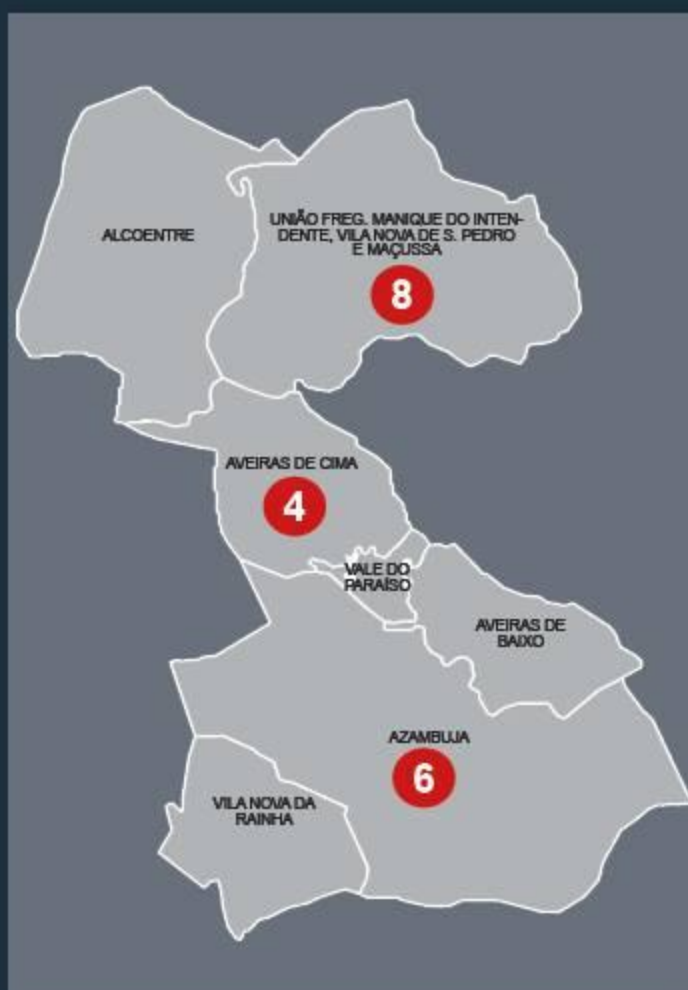 ALCOENTRE
UNIÃO FREG. MANIQUE DO INTEN-
DENTE, VILA NOVA DE S. PEDRO
E MAÇUSSA
8
AVEIRAS DE CIMA
4
VALE DO
PARAÍSO
AVEIRAS DE
BAIXO
AZAMBUJA
6
VILA NOVA DA
RAINHA